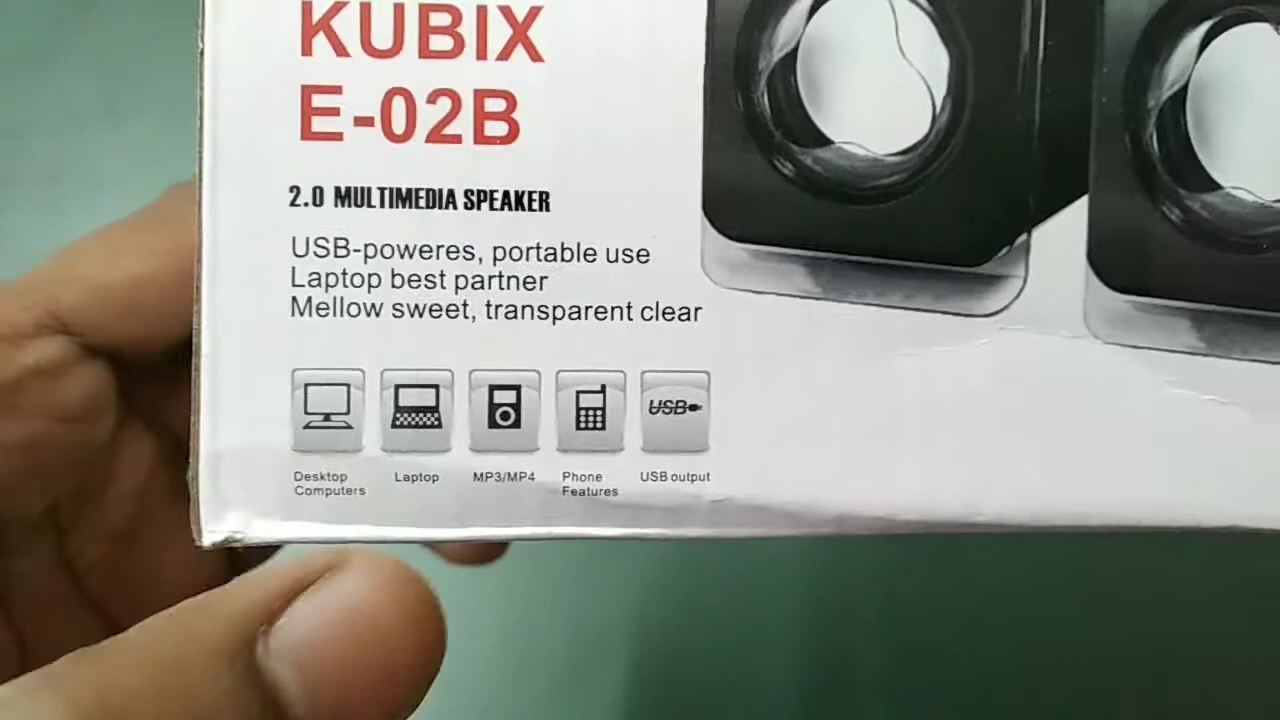 KUBIX
E-02B
2.0 MULTIMEDIA SPEAKER
USB-poweres, portable use
Laptop best partner
Mellow sweet, transparent clear
USB
Desktop Computers
Laptop
MP3/MP4
Phone Features
USB output